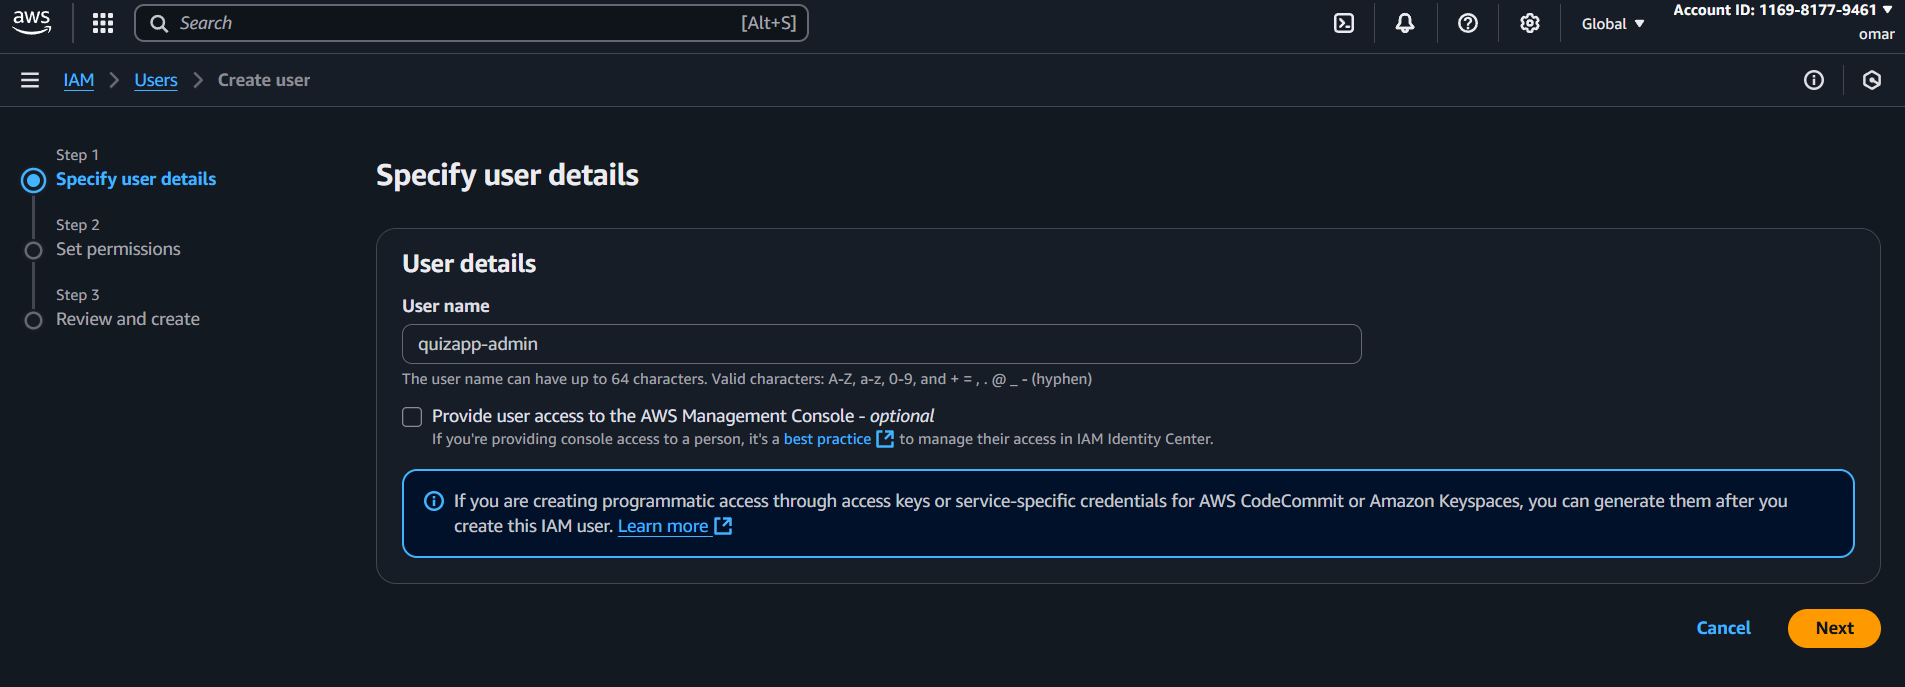 aws
Search [Alt+S]
Global
Account ID: 1169-8177-9461
omar
IAM > Users > Create user
Step 1
Specify user details
Step 2
Set permissions
Step 3
Review and create
Specify user details
User details
User name
quizapp-admin
The user name can have up to 64 characters. Valid characters: A-Z, a-z, 0-9, and + = , . @ _ - (hyphen)
Provide user access to the AWS Management Console - optional
If you're providing console access to a person, it's a best practice to manage their access in IAM Identity Center.
If you are creating programmatic access through access keys or service-specific credentials for AWS CodeCommit or Amazon Keyspaces, you can generate them after you
create this IAM user. Learn more
Cancel
Next